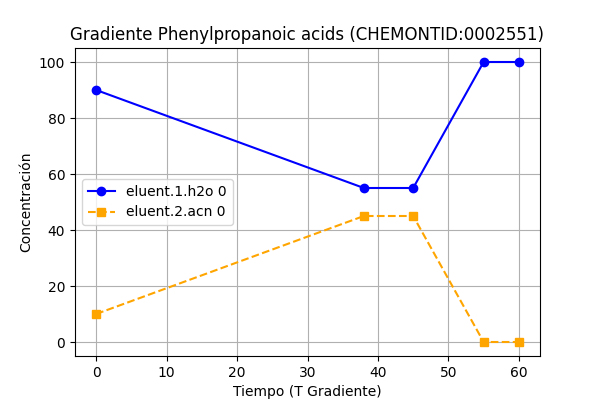 Gradiente Phenylpropanoic acids (CHEMONTID:0002551)
Concentración
100
80
60
40
20
0
eluent.1.h2o 0
eluent.2.acn 0
0 10 20 30 40 50 60
Tiempo (T Gradiente)